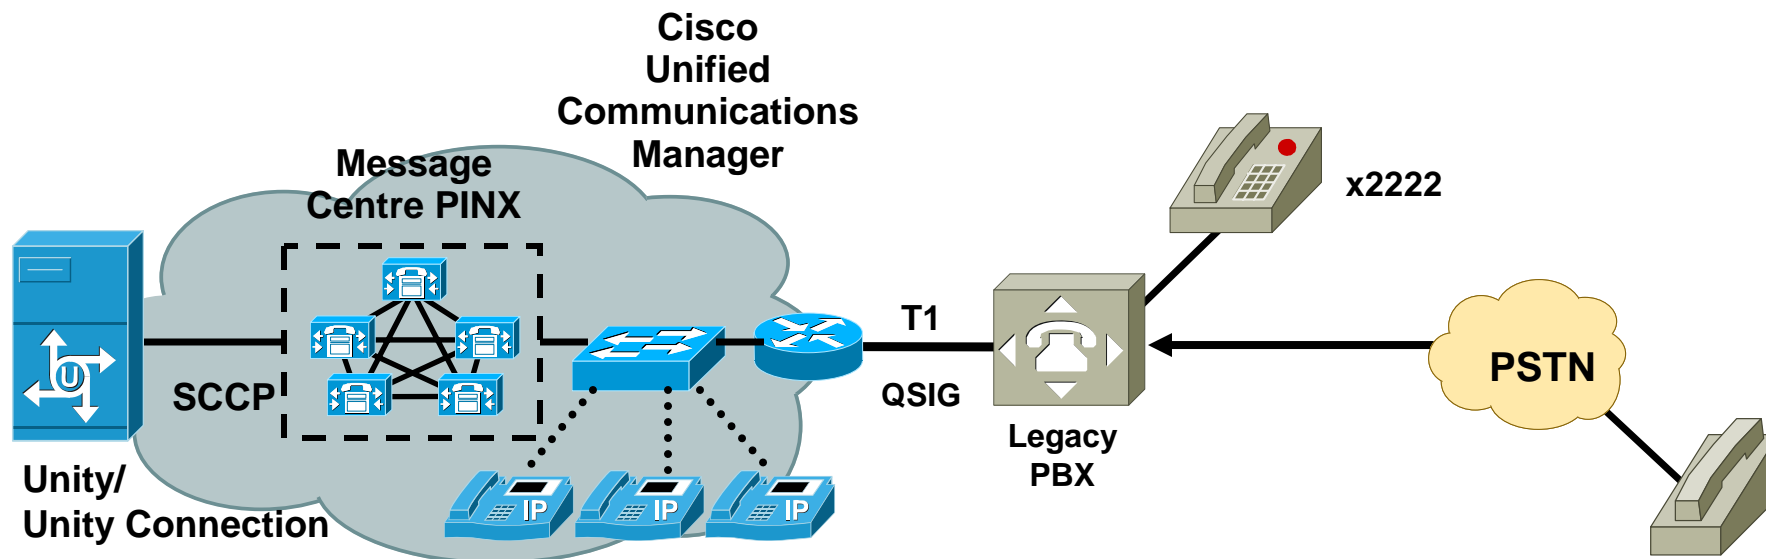 Cisco
Unified
Communications
Manager
Message
Centre PINX
x2222
T1
SCCP
QSIG
PSTN
U
Legacy
PBX
Unity/
Unity Connection
IP
IP
IP